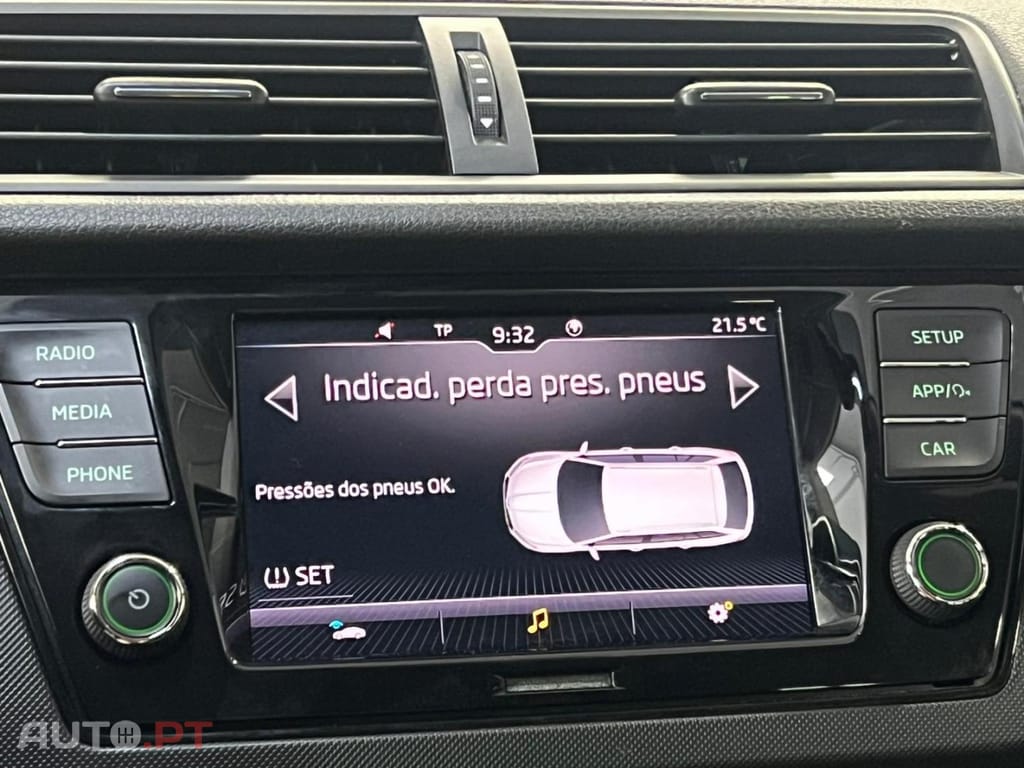 TP
9:32
21.5°C
Indicad. perda pres. pneus
Pressões dos pneus OK.
SET
RADIO
MEDIA
PHONE
SETUP
APP/
CAR
AUTO.PT